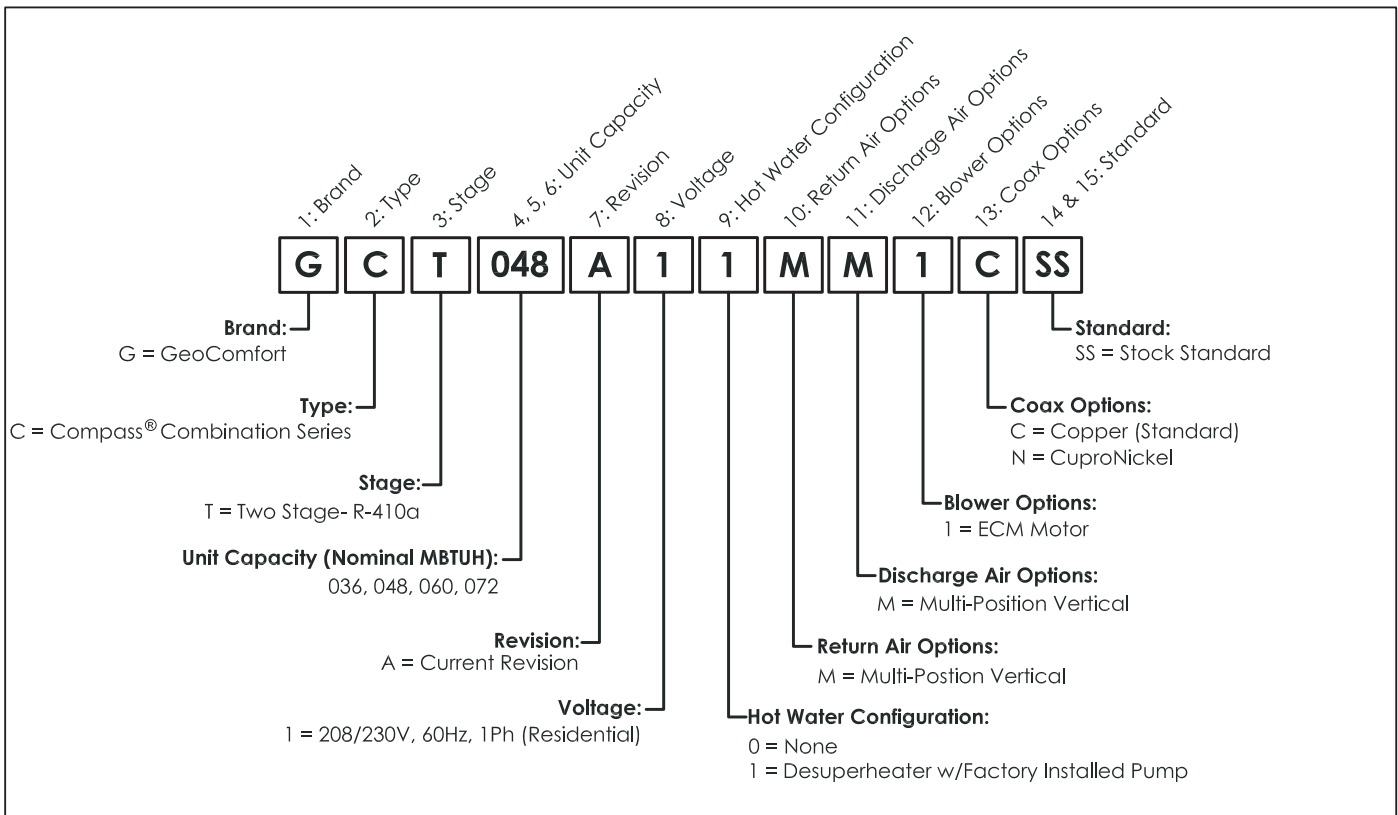 1: Brand
2: Type
3: Stage
4, 5, 6: Unit Capacity
7: Revision
8: Voltage
9: Hot Water Configuration
10: Return Air Options
11: Discharge Air Options
12: Blower Options
13: Coax Options
14 & 15: Standard
G C T 048 A 1 1 M M 1 C SS
Brand:
G = GeoComfort
Type:
C = Compass® Combination Series
Stage:
T = Two Stage- R-410a
Unit Capacity (Nominal MBTUH):
036, 048, 060, 072
Revision:
A = Current Revision
Voltage:
1 = 208/230V, 60Hz, 1Ph (Residential)
Standard:
SS = Stock Standard
Coax Options:
C = Copper (Standard)
N = CuproNickel
Blower Options:
1 = ECM Motor
Discharge Air Options:
M = Multi-Position Vertical
Return Air Options:
M = Multi-Postion Vertical
Hot Water Configuration:
0 = None
1 = Desuperheater w/Factory Installed Pump